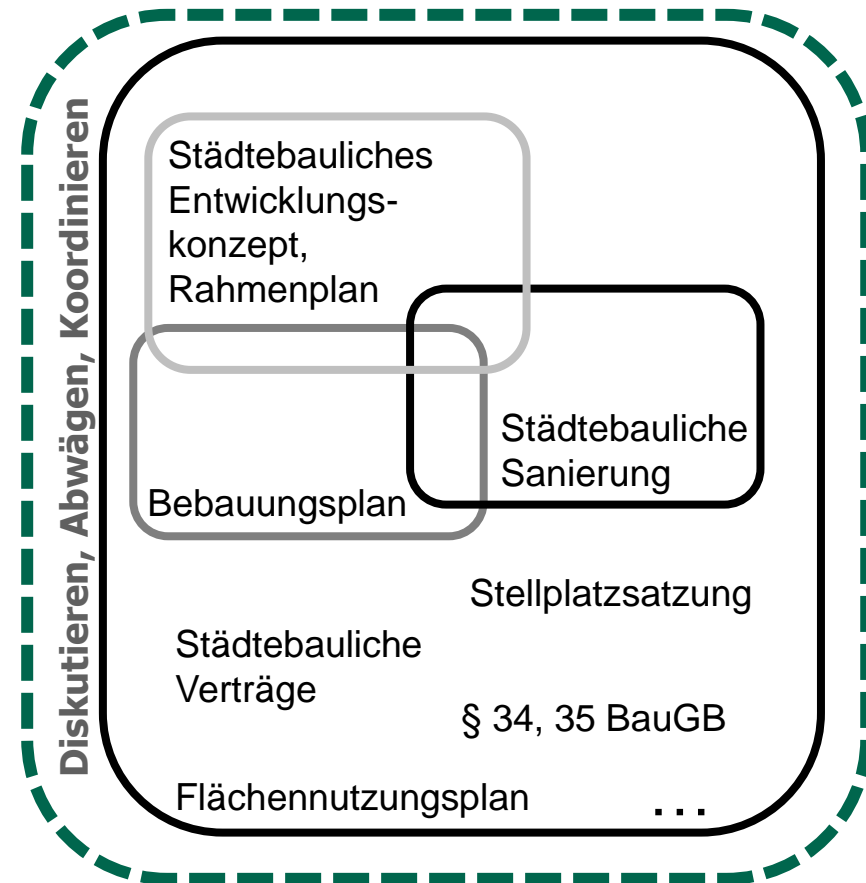 Diskutieren, Abwägen, Koordinieren
Städtebauliches
Entwicklungs-
konzept,
Rahmenplan
Städtebauliche
Sanierung
Bebauungsplan
Stellplatzsatzung
Städtebauliche
Verträge
§ 34, 35 BauGB
Flächennutzungsplan
...